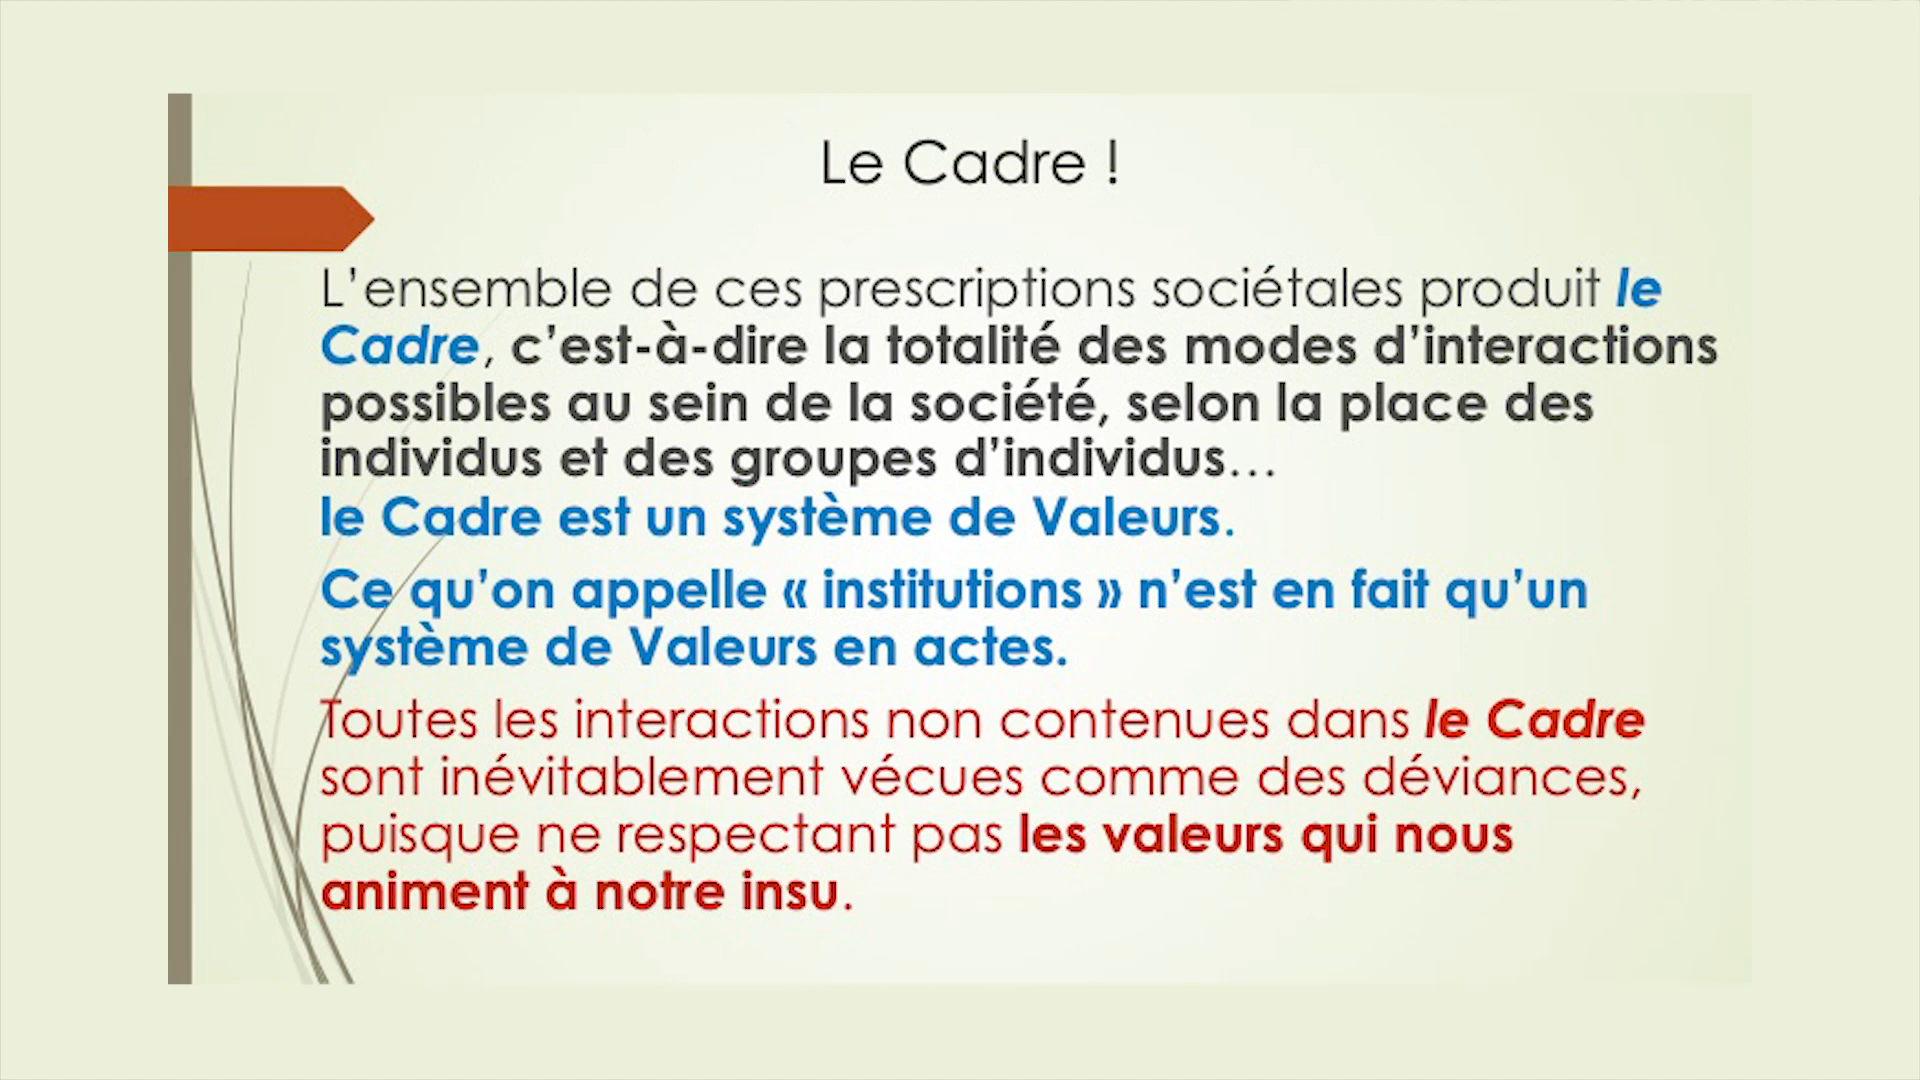 Le Cadre !
L’ensemble de ces prescriptions sociétales produit le
Cadre, c’est-à-dire la totalité des modes d’interactions
possibles au sein de la société, selon la place des
individus et des groupes d’individus…
le Cadre est un système de Valeurs.
Ce qu’on appelle « institutions » n’est en fait qu’un
système de Valeurs en actes.
Toutes les interactions non contenues dans le Cadre
sont inévitablement vécues comme des déviances,
puisque ne respectant pas les valeurs qui nous
animent à notre insu.